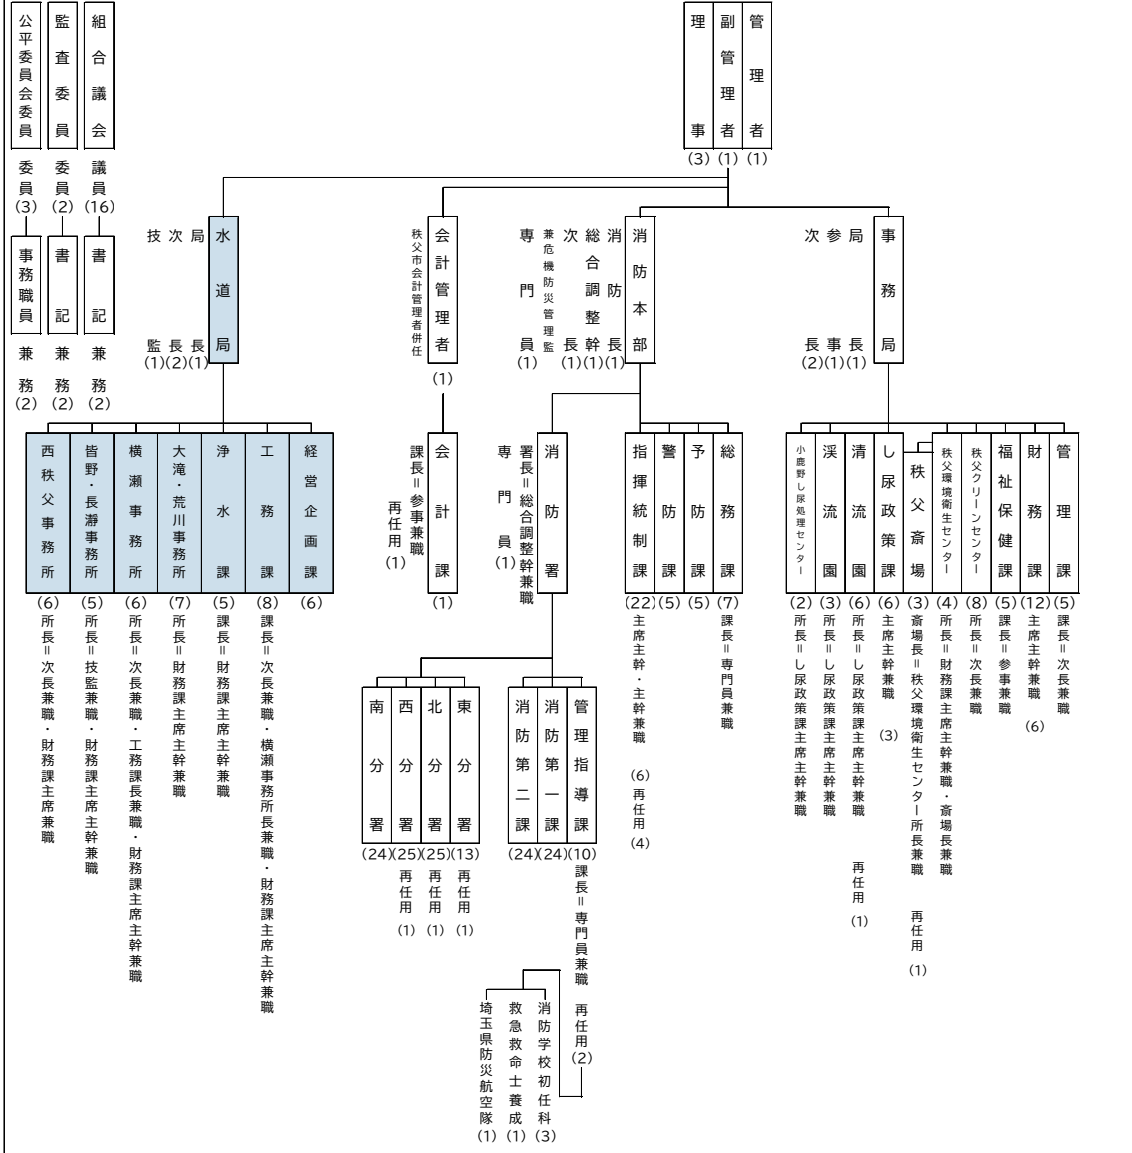 管理者
(1)
副管理者
(1)
理事
(3)
組合議会
議員
(16)
書記
兼務
(2)
監査委員
委員
(2)
書記
兼務
(2)
公平委員会委員
委員
(3)
事務職員
兼務
(2)
事務局
局長
(1)
参事
(1)
次長
(2)
消防本部
消防長
(1)
総合調整幹
(1)
次長
(1)
兼危機防災管理監
専門員
(1)
会計管理者
(1)
秩父市会計管理者併任
水道局
局長
(1)
次長
(2)
技監
(1)
管理課
(5)
課長=次長兼職
財務課
(12)
主席主幹兼職
(6)
福祉保健課
(5)
課長=参事兼職
秩父クリーンセンター
(8)
所長=次長兼職
秩父環境衛生センター
(4)
所長=財務課主席主幹兼職・斎場長兼職
秩父斎場
(3)
斎場長=秩父環境衛生センター所長兼職
再任用
(1)
し尿政策課
(6)
主席主幹兼職
(3)
清流園
(6)
所長=し尿政策課主席主幹兼職
再任用
(1)
渓流園
(3)
所長=し尿政策課主席主幹兼職
小鹿野し尿処理センター
(2)
所長=し尿政策課主席主幹兼職
総務課
(7)
課長=専門員兼職
予防課
(5)
警防課
(5)
指揮統制課
(22)
主席主幹・主幹兼職
(6)
再任用
(4)
消防署
署長=総合調整幹兼職
専門員
(1)
会計課
(1)
課長=参事兼職
再任用
(1)
経営企画課
(6)
工務課
(8)
課長=次長兼職・横瀬事務所長兼職・財務課主席主幹兼職
浄水課
(5)
課長=財務課主席主幹兼職
大滝・荒川事務所
(7)
所長=財務課主席主幹兼職
横瀬事務所
(6)
所長=次長兼職・工務課長兼職・財務課主席主幹兼職
皆野・長瀞事務所
(5)
所長=技監兼職・財務課主席主幹兼職
西秩父事務所
(6)
所長=次長兼職・財務課主席兼職
管理指導課
(10)
課長=専門員兼職
再任用
(2)
消防第一課
(24)
消防第二課
(24)
東分署
(13)
再任用
(1)
北分署
(25)
再任用
(1)
西分署
(25)
再任用
(1)
南分署
(24)
消防学校初任科
(3)
救急救命士養成
(1)
埼玉県防災航空隊
(1)